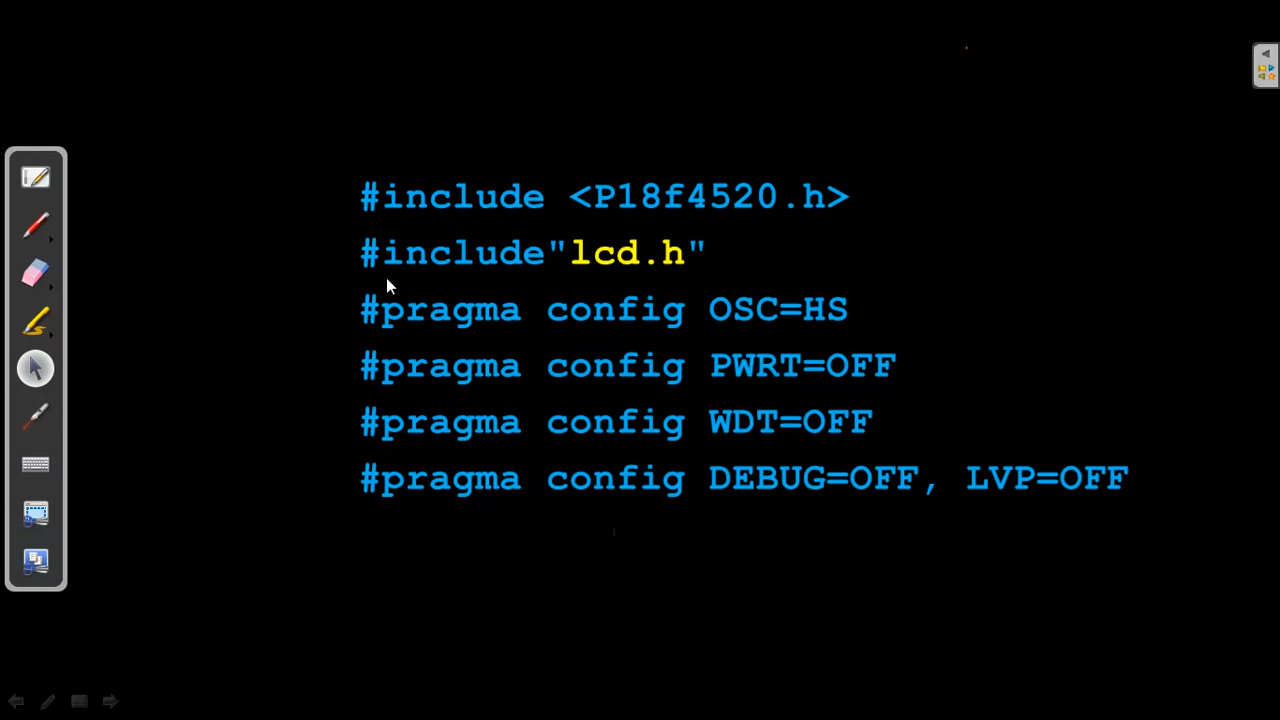 #include <P18f4520.h>
#include"lcd.h"
#pragma config OSC=HS
#pragma config PWRT=OFF
#pragma config WDT=OFF
#pragma config DEBUG=OFF, LVP=OFF